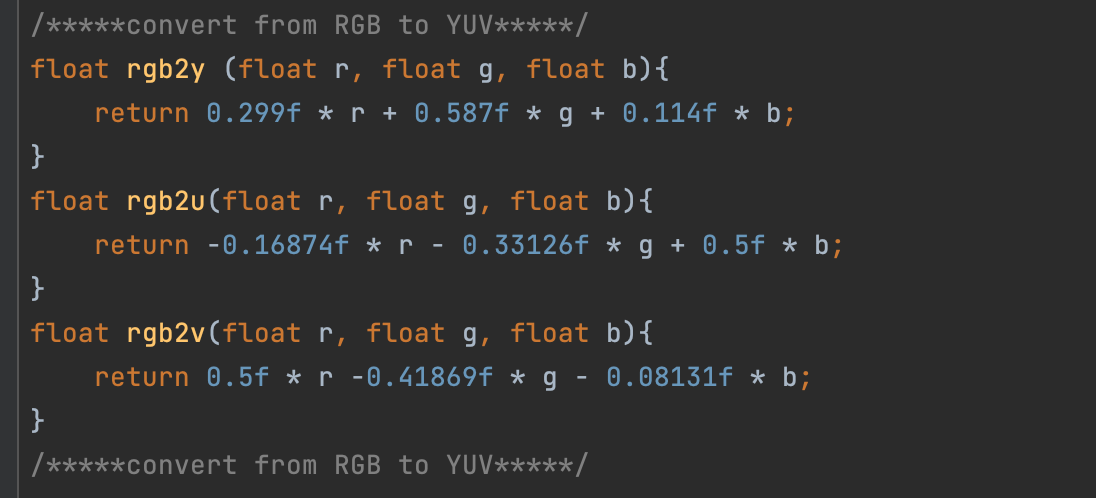 /*****convert from RGB to YUV*****/
float rgb2y (float r, float g, float b){
    return 0.299f * r + 0.587f * g + 0.114f * b;
}
float rgb2u(float r, float g, float b){
    return -0.16874f * r - 0.33126f * g + 0.5f * b;
}
float rgb2v(float r, float g, float b){
    return 0.5f * r -0.41869f * g - 0.08131f * b;
}
/*****convert from RGB to YUV*****/